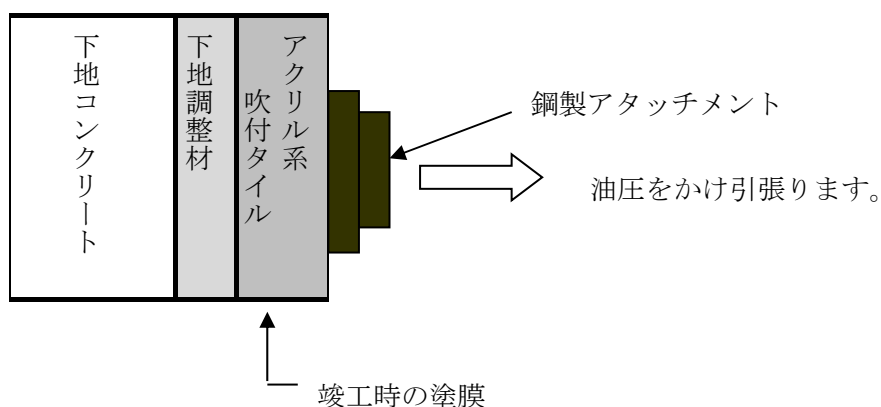 下地コンクリート
下地調整材
アクリル系
吹付タイル
鋼製アタッチメント
油圧をかけ引張ります。
竣工時の塗膜